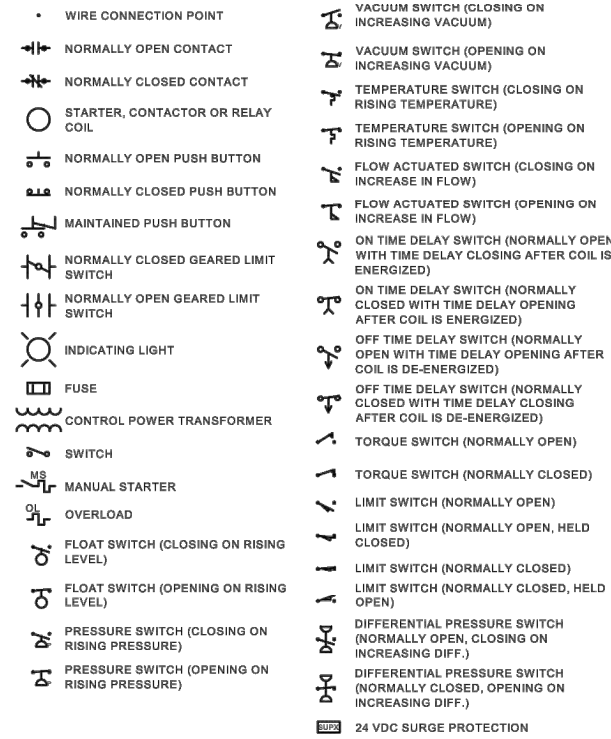 WIRE CONNECTION POINT
NORMALLY OPEN CONTACT
NORMALLY CLOSED CONTACT
STARTER, CONTACTOR OR RELAY
COIL
NORMALLY OPEN PUSH BUTTON
NORMALLY CLOSED PUSH BUTTON
MAINTAINED PUSH BUTTON
NORMALLY CLOSED GEARED LIMIT
SWITCH
NORMALLY OPEN GEARED LIMIT
SWITCH
INDICATING LIGHT
FUSE
CONTROL POWER TRANSFORMER
SWITCH
MS
MANUAL STARTER
OL
OVERLOAD
FLOAT SWITCH (CLOSING ON RISING
LEVEL)
FLOAT SWITCH (OPENING ON RISING
LEVEL)
PRESSURE SWITCH (CLOSING ON
RISING PRESSURE)
PRESSURE SWITCH (OPENING ON
RISING PRESSURE)
VACUUM SWITCH (CLOSING ON
INCREASING VACUUM)
VACUUM SWITCH (OPENING ON
INCREASING VACUUM)
TEMPERATURE SWITCH (CLOSING ON
RISING TEMPERATURE)
TEMPERATURE SWITCH (OPENING ON
RISING TEMPERATURE)
FLOW ACTUATED SWITCH (CLOSING ON
INCREASE IN FLOW)
FLOW ACTUATED SWITCH (OPENING ON
INCREASE IN FLOW)
ON TIME DELAY SWITCH (NORMALLY OPEN
WITH TIME DELAY CLOSING AFTER COIL IS
ENERGIZED)
ON TIME DELAY SWITCH (NORMALLY
CLOSED WITH TIME DELAY OPENING
AFTER COIL IS ENERGIZED)
OFF TIME DELAY SWITCH (NORMALLY
OPEN WITH TIME DELAY OPENING AFTER
COIL IS DE-ENERGIZED)
OFF TIME DELAY SWITCH (NORMALLY
CLOSED WITH TIME DELAY CLOSING
AFTER COIL IS DE-ENERGIZED)
TORQUE SWITCH (NORMALLY OPEN)
TORQUE SWITCH (NORMALLY CLOSED)
LIMIT SWITCH (NORMALLY OPEN)
LIMIT SWITCH (NORMALLY OPEN, HELD
CLOSED)
LIMIT SWITCH (NORMALLY CLOSED)
LIMIT SWITCH (NORMALLY CLOSED, HELD
OPEN)
DIFFERENTIAL PRESSURE SWITCH
(NORMALLY OPEN, CLOSING ON
INCREASING DIFF.)
DIFFERENTIAL PRESSURE SWITCH
(NORMALLY CLOSED, OPENING ON
INCREASING DIFF.)
SUPX
24 VDC SURGE PROTECTION